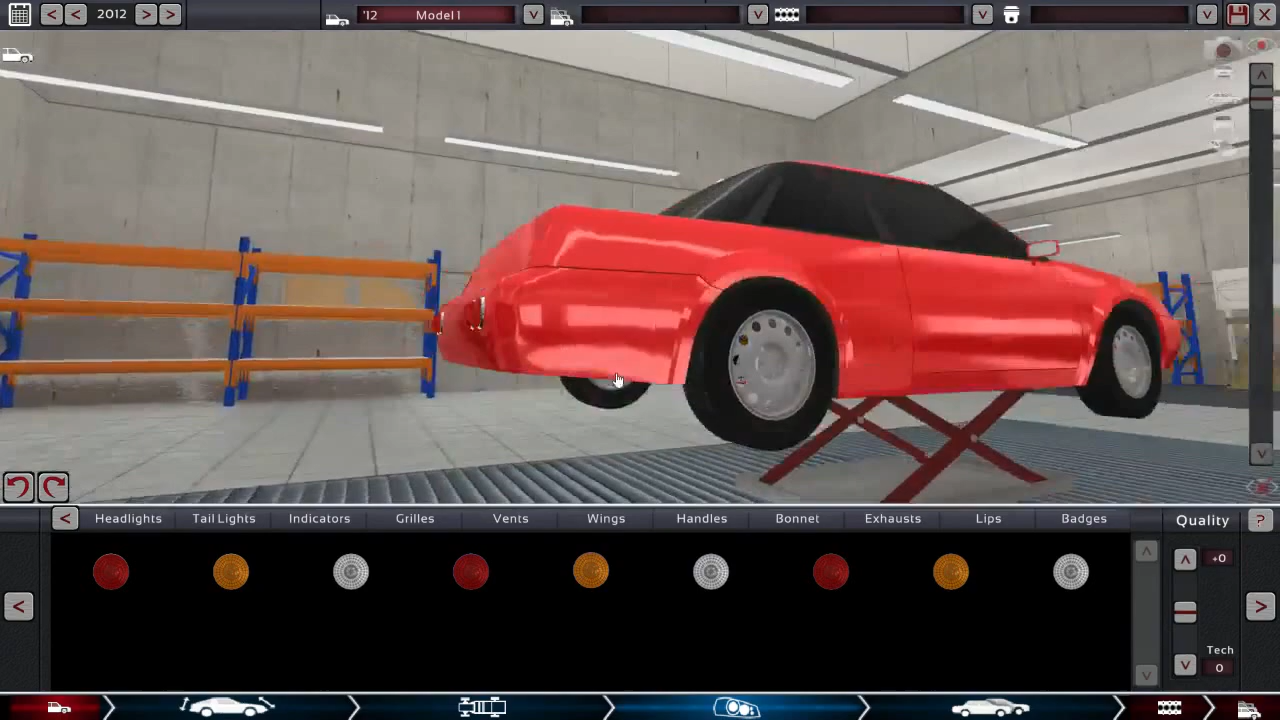 2012
'12 Model 1
Headlights Tail Lights Indicators Grilles Vents Wings Handles Bonnet Exhausts Lips Badges
Quality ?
+0
Tech
0